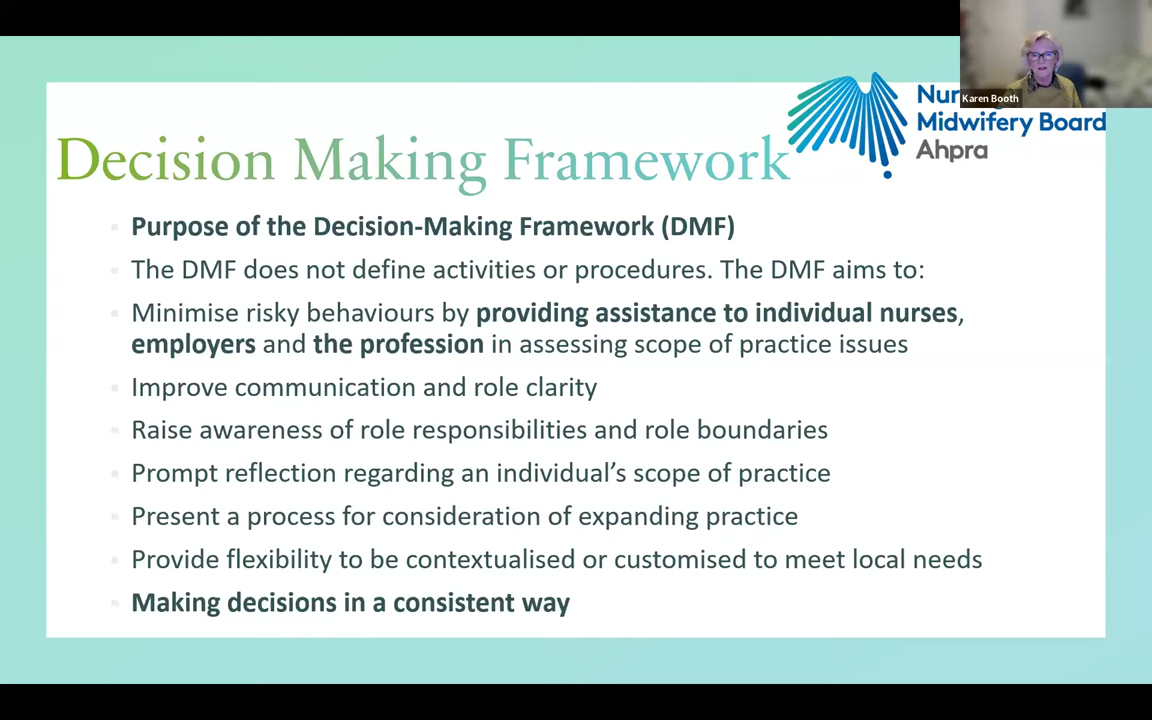 Karen Booth
Nur
Midwifery Board
Ahpra
Decision Making Framework
Purpose of the Decision-Making Framework (DMF)
The DMF does not define activities or procedures. The DMF aims to:
Minimise risky behaviours by providing assistance to individual nurses,
employers and the profession in assessing scope of practice issues
Improve communication and role clarity
Raise awareness of role responsibilities and role boundaries
Prompt reflection regarding an individual’s scope of practice
Present a process for consideration of expanding practice
Provide flexibility to be contextualised or customised to meet local needs
Making decisions in a consistent way